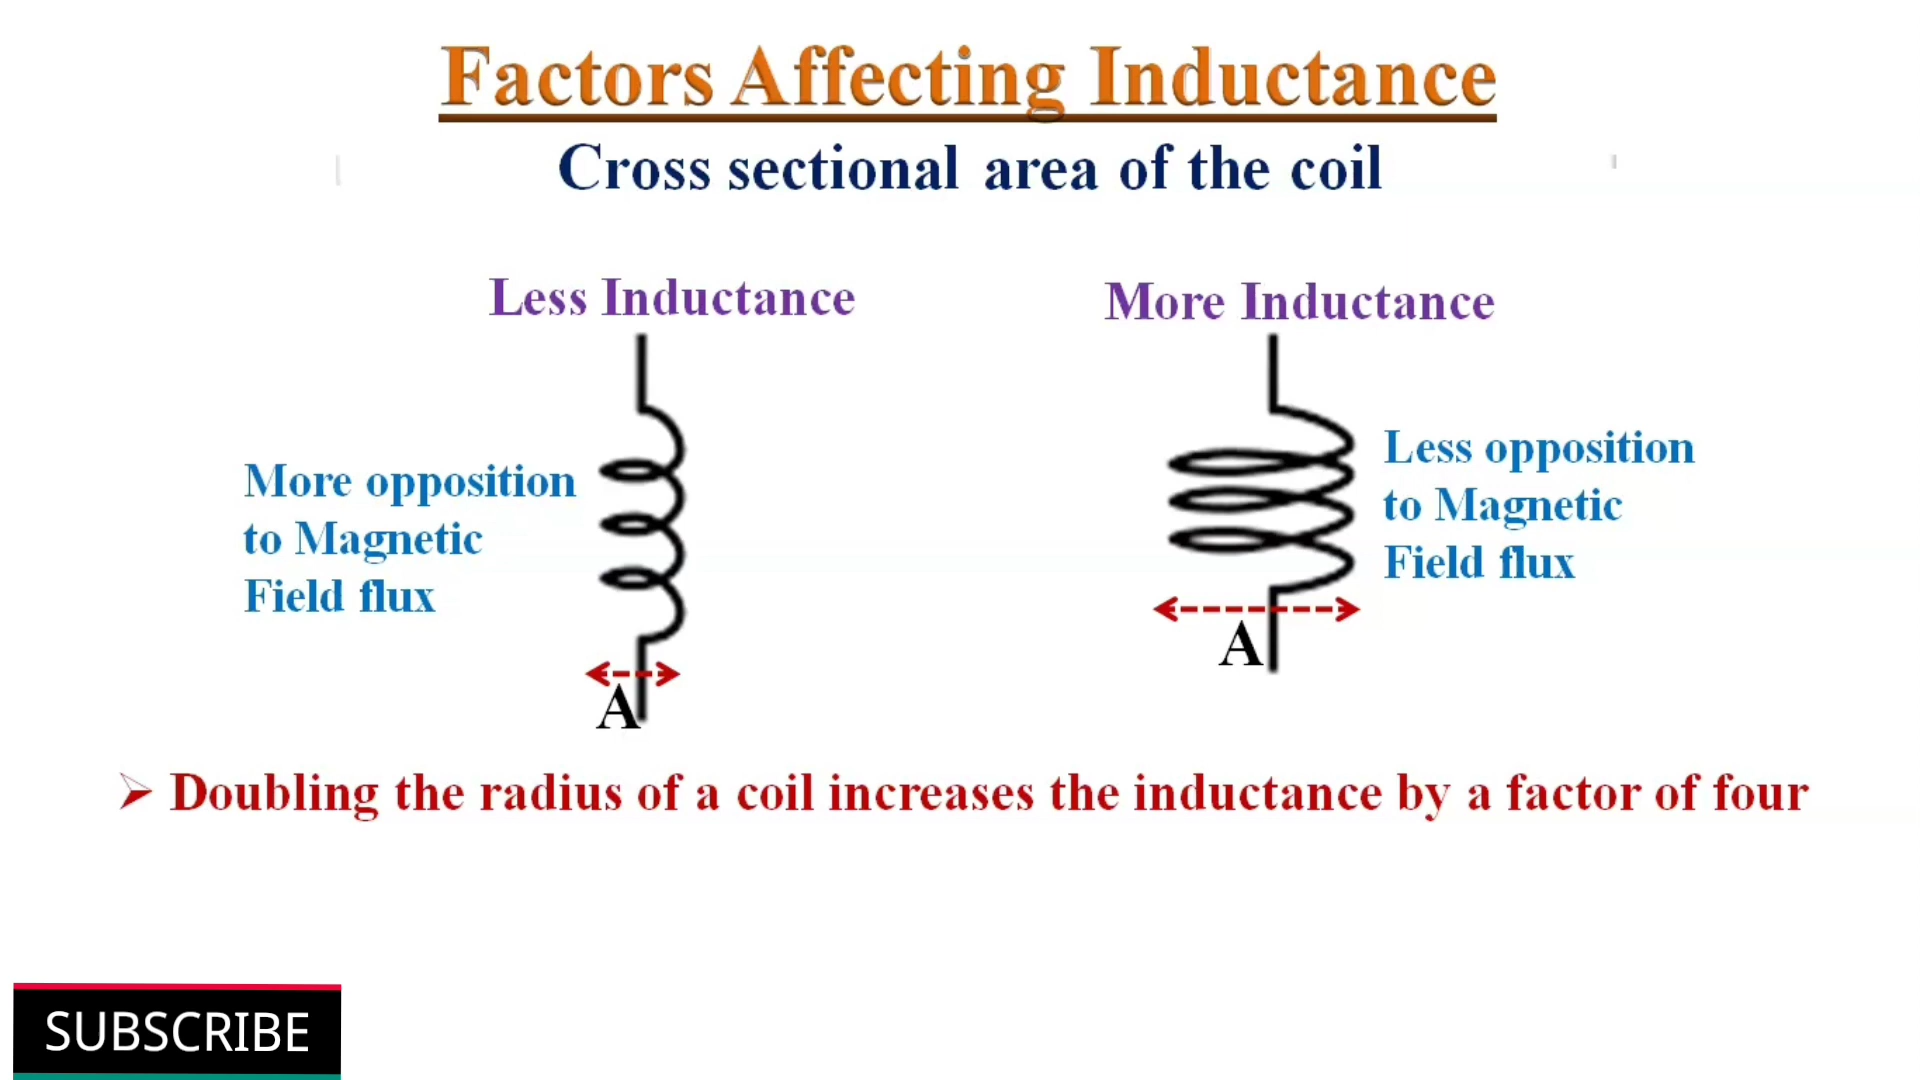 Factors Affecting Inductance
Cross sectional area of the coil
Less Inductance
More opposition
to Magnetic
Field flux
A
More Inductance
Less opposition
to Magnetic
Field flux
A
➢ Doubling the radius of a coil increases the inductance by a factor of four
SUBSCRIBE